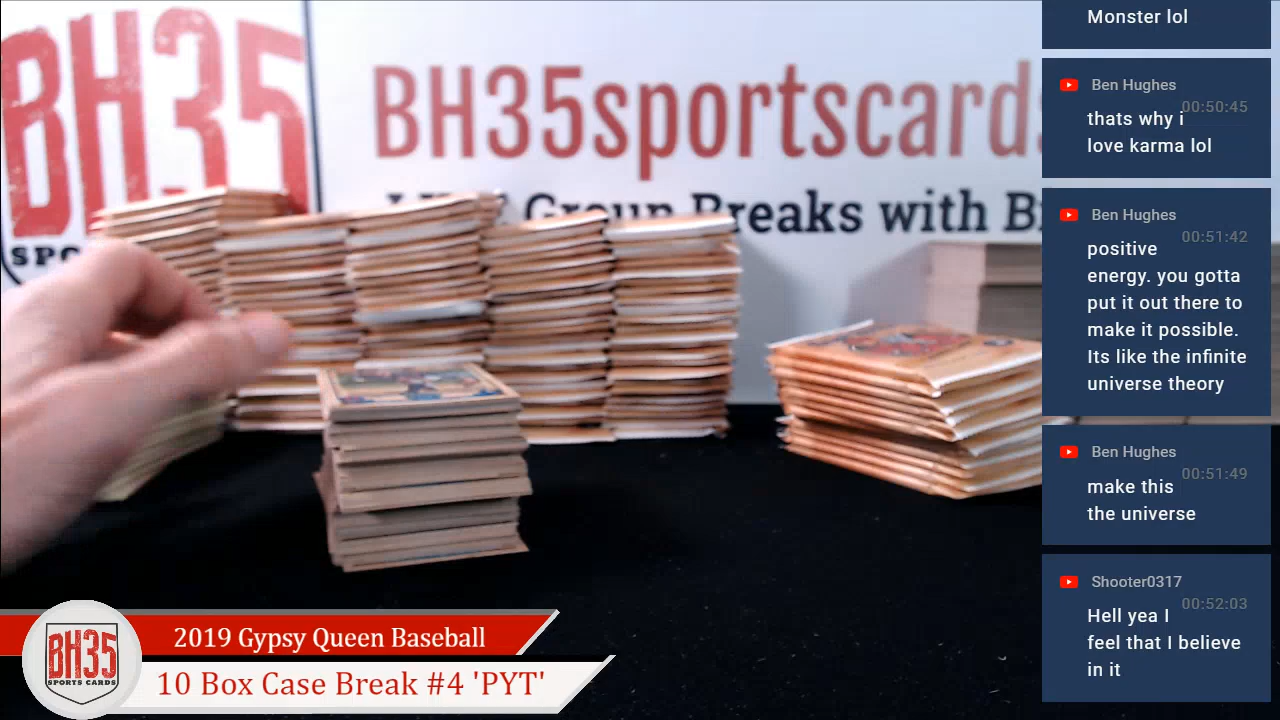 BH35
SPO
BH35sportscards
Group Breaks with B
Monster lol
Ben Hughes
00:50:45
thats why i
love karma lol
Ben Hughes
00:51:42
positive
energy. you gotta
put it out there to
make it possible.
Its like the infinite
universe theory
Ben Hughes
00:51:49
make this
the universe
Shooter0317
00:52:03
Hell yea I
feel that I believe
in it
2019 Gypsy Queen Baseball
10 Box Case Break #4 'PYT'
BH35
SPORTS CARDS